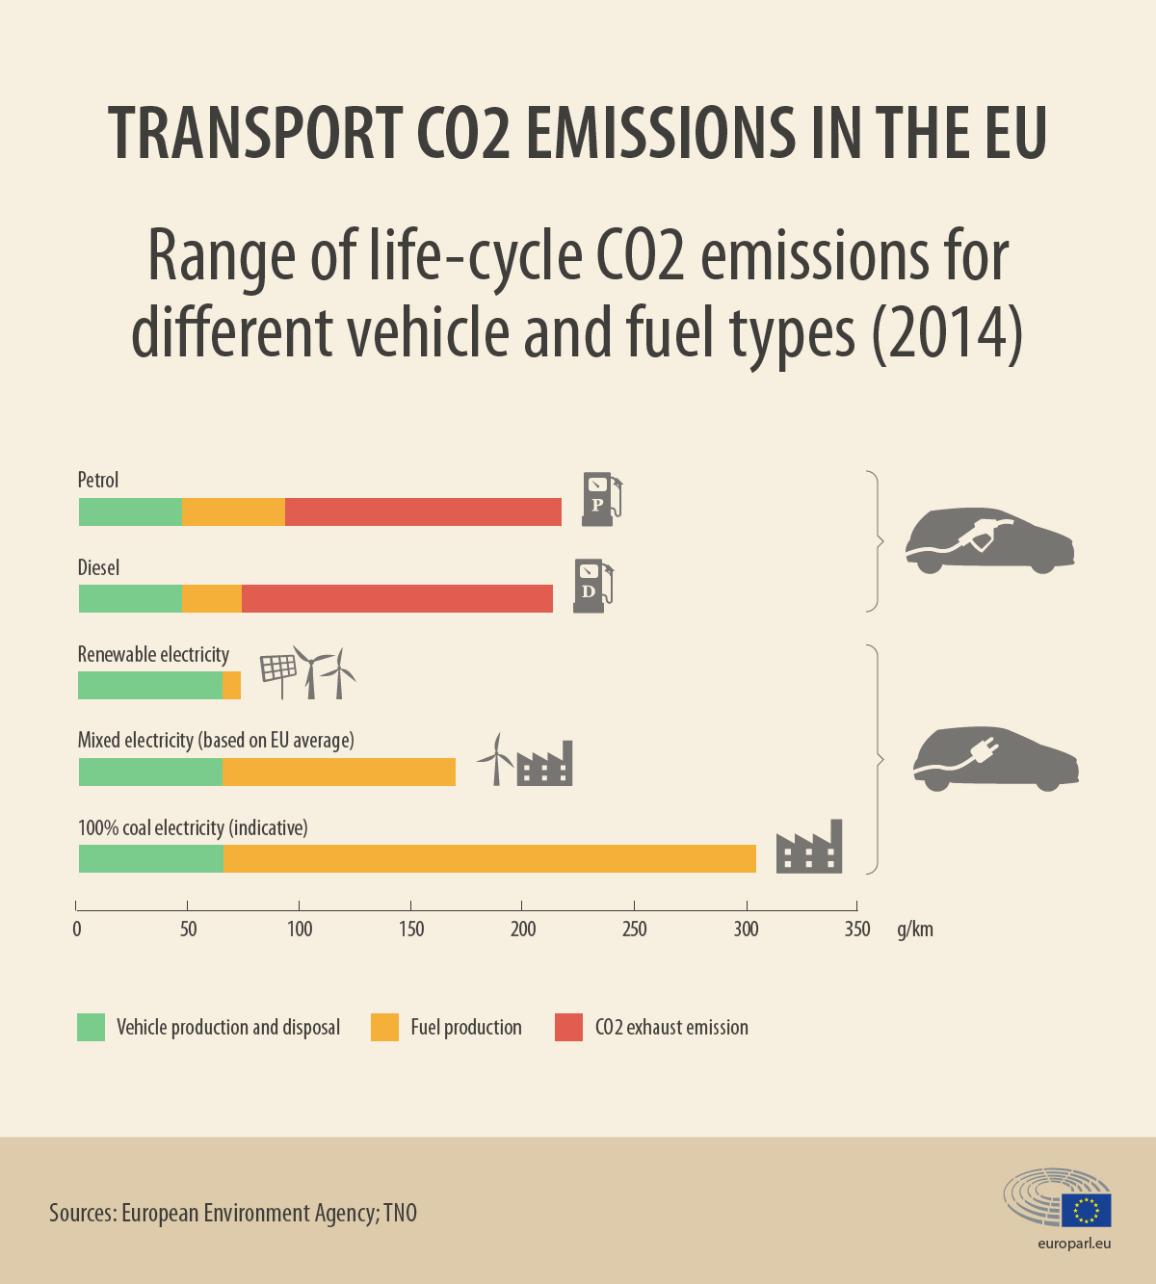 TRANSPORT CO2 EMISSIONS IN THE EU
Range of life-cycle CO2 emissions for
different vehicle and fuel types (2014)
Petrol
P
Diesel
D
Renewable electricity
Mixed electricity (based on EU average)
100% coal electricity (indicative)
0 50 100 150 200 250 300 350 g/km
Vehicle production and disposal Fuel production CO2 exhaust emission
Sources: European Environment Agency; TNO
europarl.eu